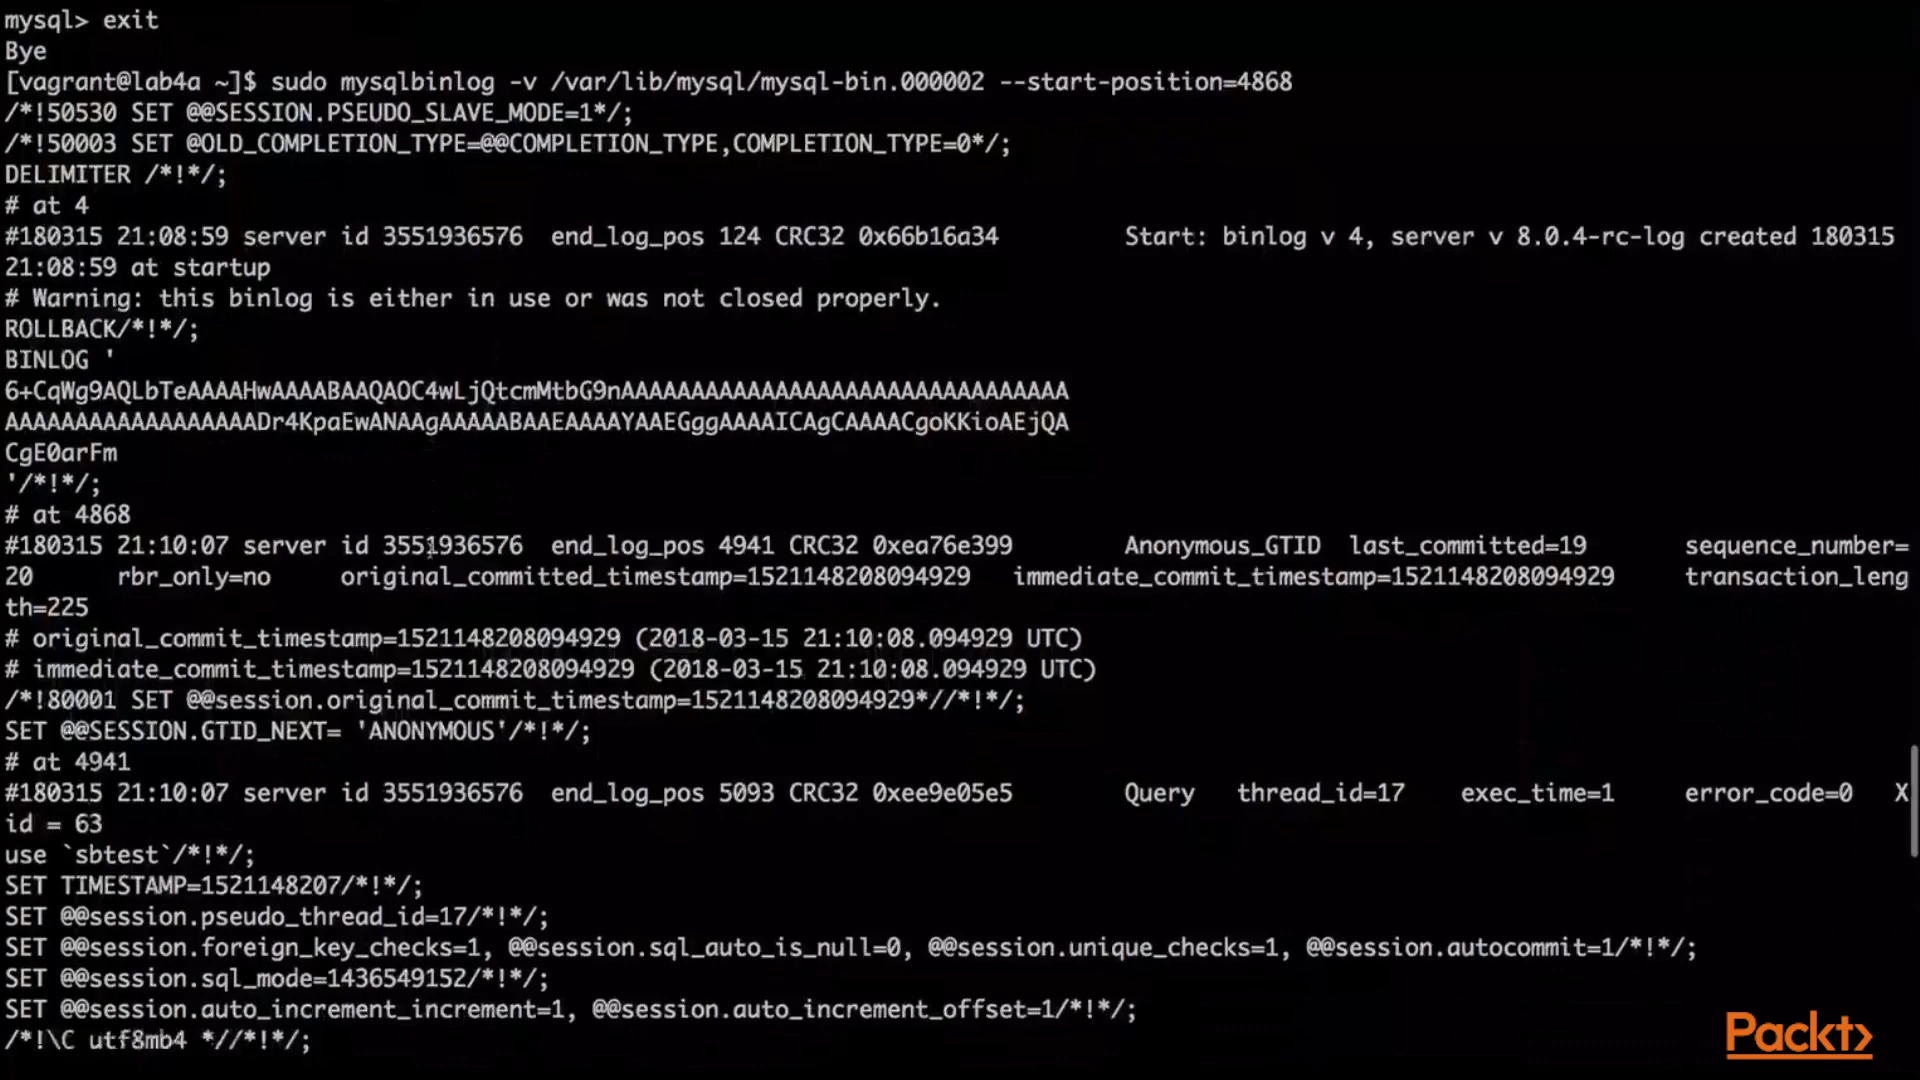 mysql> exit
Bye
[vagrant@lab4a ~]$ sudo mysqlbinlog -v /var/lib/mysql/mysql-bin.000002 --start-position=4868
/*!50530 SET @@SESSION.PSEUDO_SLAVE_MODE=1*/;
/*!50003 SET @OLD_COMPLETION_TYPE=@@COMPLETION_TYPE,COMPLETION_TYPE=0*/;
DELIMITER /*!*/;
# at 4
#180315 21:08:59 server id 3551936576  end_log_pos 124 CRC32 0x66b16a34        Start: binlog v 4, server v 8.0.4-rc-log created 180315
21:08:59 at startup
# Warning: this binlog is either in use or was not closed properly.
ROLLBACK/*!*/;
BINLOG '
6+CqWg9AQLbTeAAAAHwAAAABAAQAOC4wLjQtcmMtbG9nAAAAAAAAAAAAAAAAAAAAAAAAAAAAAAAA
AAAAAAAAAAAAAAAAAADr4KpaEwANAAgAAAAABAAEAAAAYAAEGggAAAAICAgCAAAACgoKKioAEjQA
CgE0arFm
'/*!*/;
# at 4868
#180315 21:10:07 server id 3551936576  end_log_pos 4941 CRC32 0xea76e399        Anonymous_GTID  last_committed=19       sequence_number=
20      rbr_only=no     original_committed_timestamp=1521148208094929   immediate_commit_timestamp=1521148208094929     transaction_leng
th=225
# original_commit_timestamp=1521148208094929 (2018-03-15 21:10:08.094929 UTC)
# immediate_commit_timestamp=1521148208094929 (2018-03-15 21:10:08.094929 UTC)
/*!80001 SET @@session.original_commit_timestamp=1521148208094929*//*!*/;
SET @@SESSION.GTID_NEXT= 'ANONYMOUS'/*!*/;
# at 4941
#180315 21:10:07 server id 3551936576  end_log_pos 5093 CRC32 0xee9e05e5        Query   thread_id=17    exec_time=1     error_code=0   X
id = 63
use `sbtest`/*!*/;
SET TIMESTAMP=1521148207/*!*/;
SET @@session.pseudo_thread_id=17/*!*/;
SET @@session.foreign_key_checks=1, @@session.sql_auto_is_null=0, @@session.unique_checks=1, @@session.autocommit=1/*!*/;
SET @@session.sql_mode=1436549152/*!*/;
SET @@session.auto_increment_increment=1, @@session.auto_increment_offset=1/*!*/;
/*!\C utf8mb4 *//*!*/;
Packt>